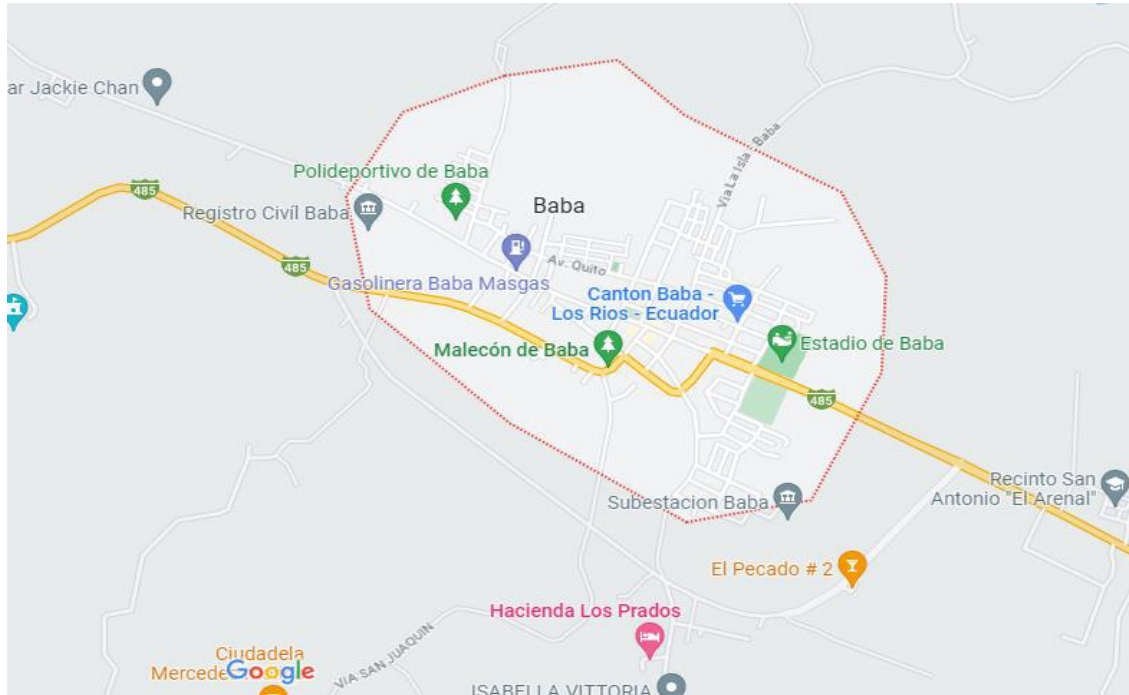 ar Jackie Chan
Polideportivo de Baba
Baba
Via La Isla - Baba
485
Registro Civíl Baba
485
Av. Quito
Gasolinera Baba Masgas
Canton Baba -
Los Rios - Ecuador
Malecón de Baba
Estadio de Baba
485
Recinto San
Antonio "El Arenal"
Subestacion Baba
El Pecado # 2
Hacienda Los Prados
Ciudadela
Mercede
Google
VIA SAN JUAQUIN
ISABELLA VITTORIA